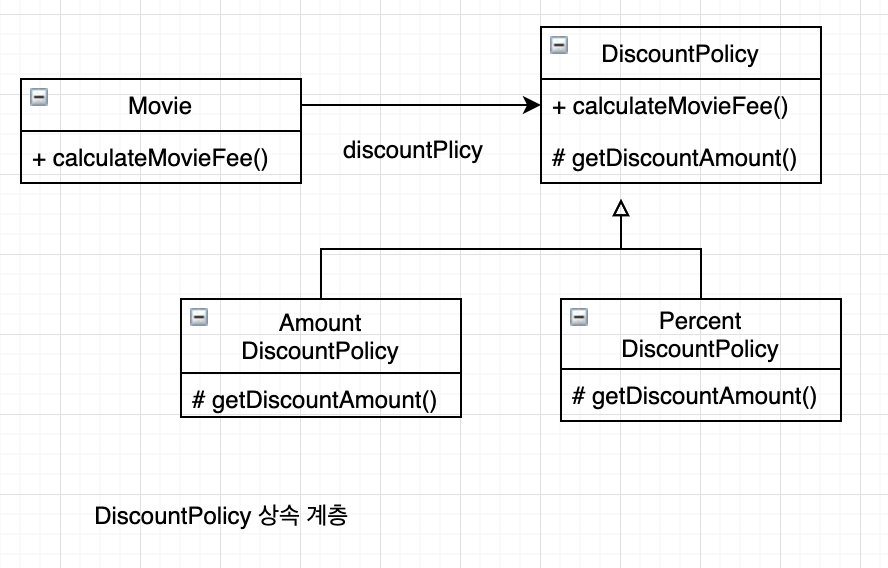 DiscountPolicy
Movie
+ calculateMovieFee()
+ calculateMovieFee()
discountPlicy
# getDiscountAmount()
Amount
DiscountPolicy
# getDiscountAmount()
Percent
DiscountPolicy
# getDiscountAmount()
DiscountPolicy 상속 계층